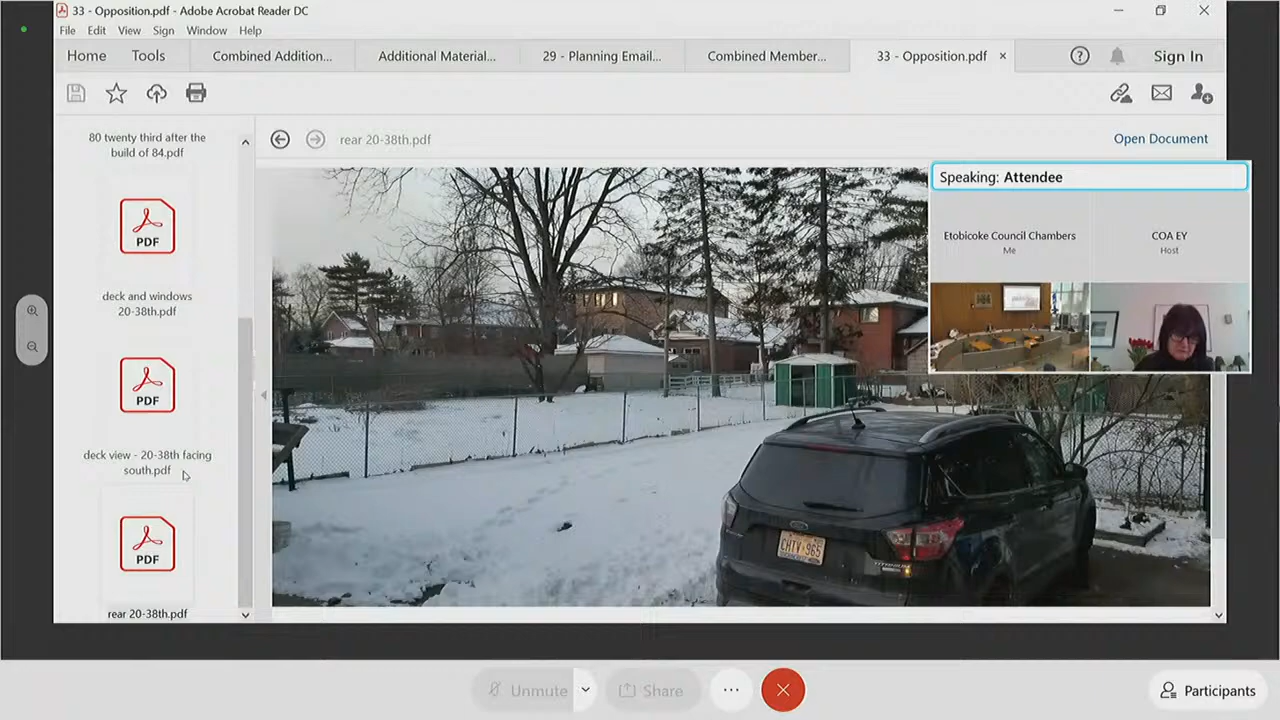 33 - Opposition.pdf - Adobe Acrobat Reader DC
File Edit View Sign Window Help
Home Tools Combined Addition... Additional Material... 29 - Planning Email... Combined Member... 33 - Opposition.pdf × Sign In
rear 20-38th.pdf Open Document
80 twenty third after the
build of 84.pdf
PDF
deck and windows
20-38th.pdf
PDF
deck view - 20-38th facing
south.pdf
PDF
rear 20-38th.pdf
Speaking: Attendee
Etobicoke Council Chambers
Me
COA EY
Host
CHTV 965
Unmute Share Participants